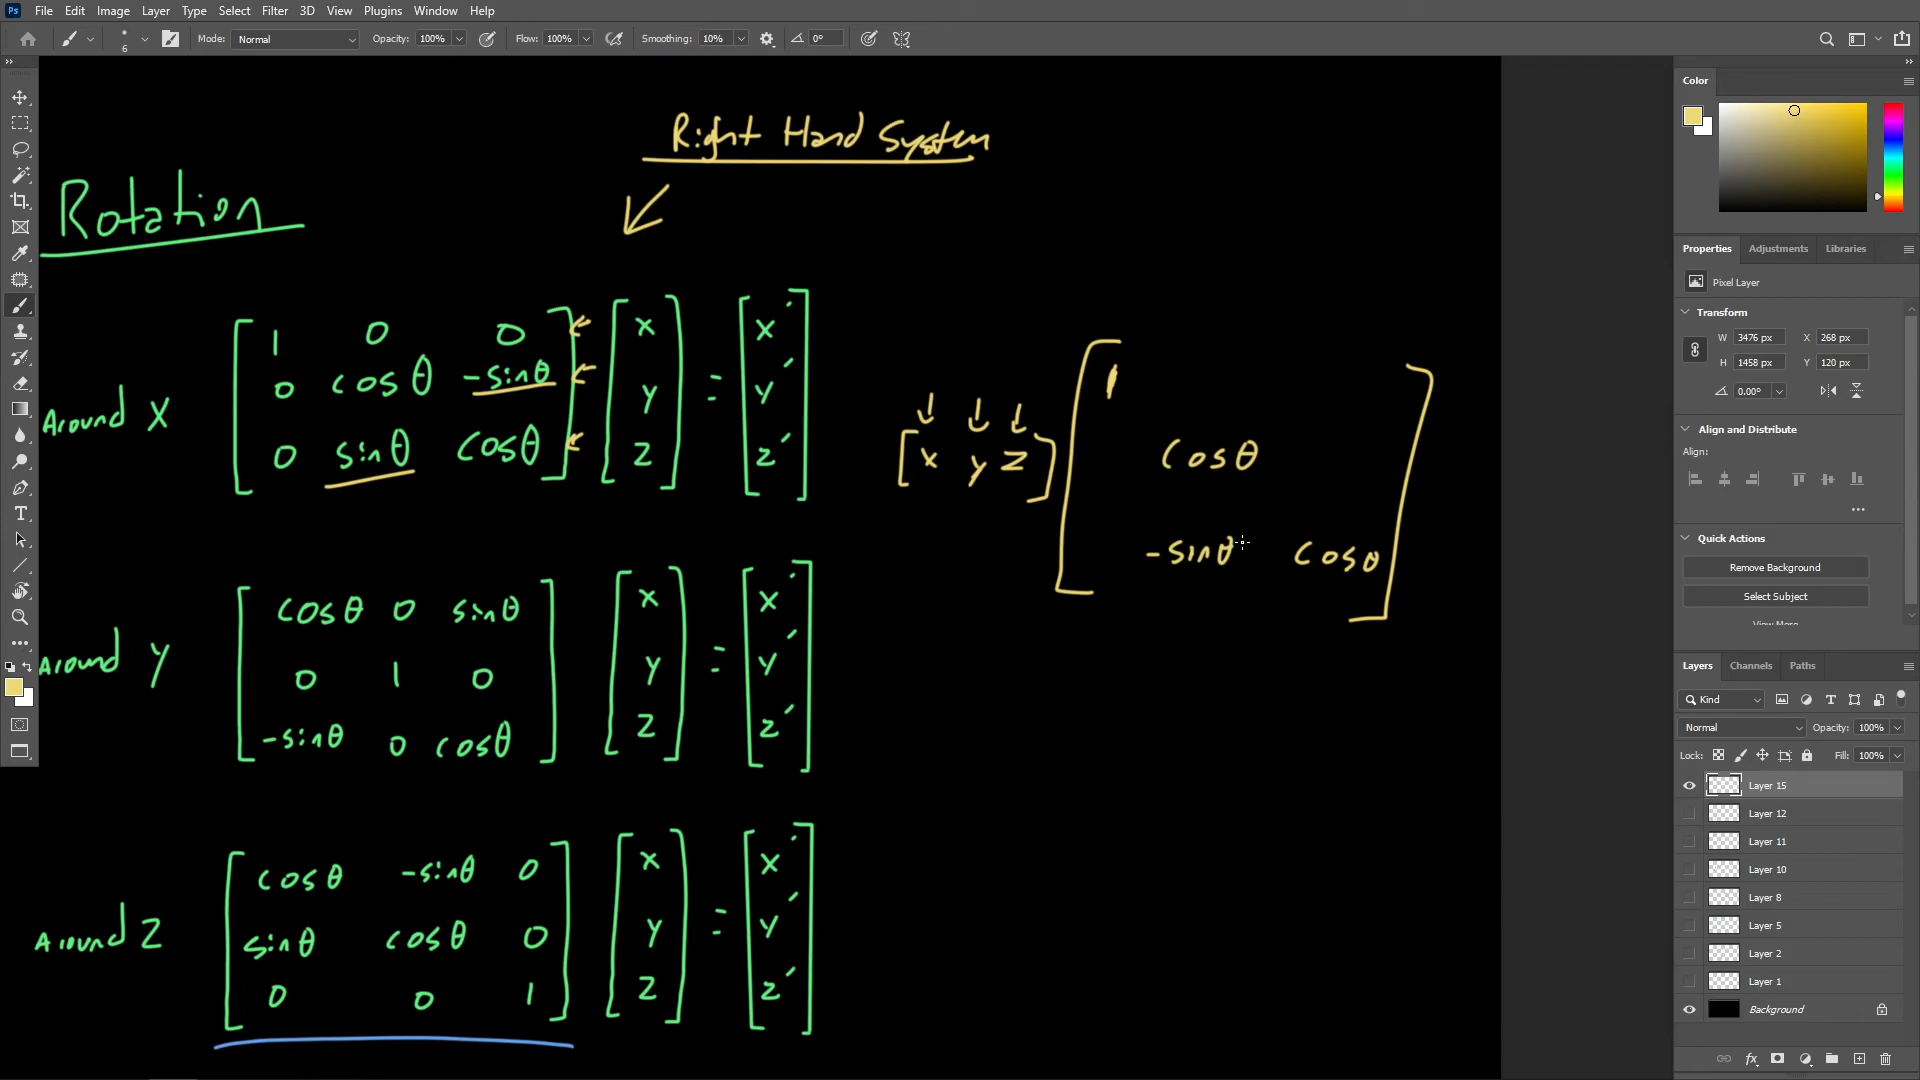 Ps File Edit Image Layer Type Select Filter 3D View Plugins Window Help
6 Mode: Normal Opacity: 100% Flow: 100% Smoothing: 10% 0°
Right Hand System
Rotation
Around X
1 0 0
0 cosθ -sinθ
0 sinθ cosθ
x
y
z
=
x'
y'
z'
x y z
1
cosθ
-sinθ cosθ
Around Y
cosθ 0 sinθ
0 1 0
-sinθ 0 cosθ
x
y
z
=
x'
y'
z'
Around Z
cosθ -sinθ 0
sinθ cosθ 0
0 0 1
x
y
z
=
x'
y'
z'
Color
Properties Adjustments Libraries
Pixel Layer
Transform
W 3476 px X 268 px
H 1458 px Y 120 px
0.00°
Align and Distribute
Align:
Quick Actions
Remove Background
Select Subject
View More
Layers Channels Paths
Kind
Normal Opacity: 100%
Lock: Fill: 100%
Layer 15
Layer 12
Layer 11
Layer 10
Layer 8
Layer 5
Layer 2
Layer 1
Background
fx